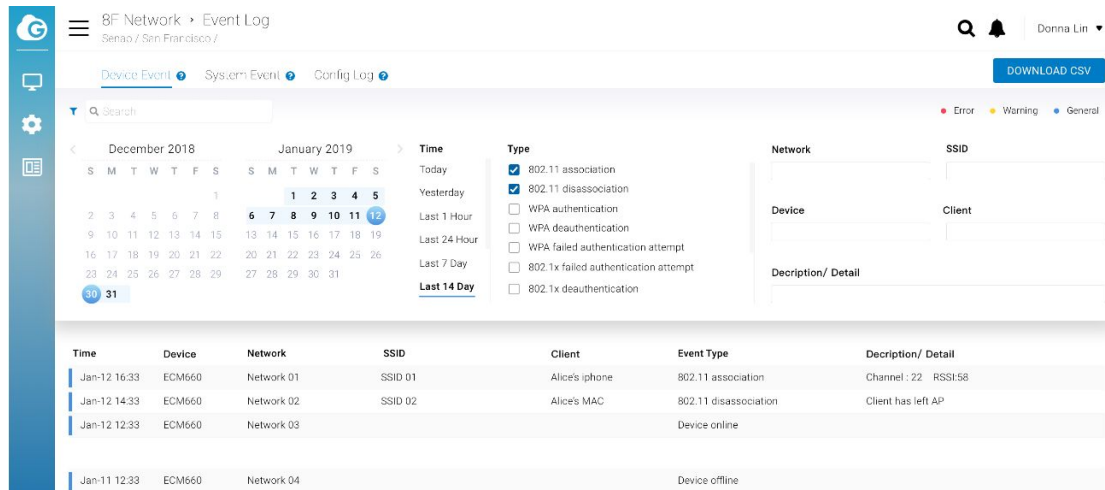 8F Network › Event Log
Senao / San Francisco /
Donna Lin ▼
Device Event ? System Event ? Config Log ?
DOWNLOAD CSV
Search
Error Warning General
< December 2018 January 2019 >
S M T W T F S S M T W T F S
1 1 2 3 4 5
2 3 4 5 6 7 8 6 7 8 9 10 11 12
9 10 11 12 13 14 15 13 14 15 16 17 18 19
16 17 18 19 20 21 22 20 21 22 23 24 25 26
23 24 25 26 27 28 29 27 28 29 30 31
30 31
Time
Today
Yesterday
Last 1 Hour
Last 24 Hour
Last 7 Day
Last 14 Day
Type
802.11 association
802.11 disassociation
WPA authentication
WPA deauthentication
WPA failed authentication attempt
802.1x failed authentication attempt
802.1x deauthentication
Network SSID
Device Client
Decription/ Detail
Time Device Network SSID Client Event Type Decription/ Detail
Jan-12 16:33 ECM660 Network 01 SSID 01 Alice's iphone 802.11 association Channel : 22 RSSI:58
Jan-12 14:33 ECM660 Network 02 SSID 02 Alice's MAC 802.11 disassociation Client has left AP
Jan-12 12:33 ECM660 Network 03 Device online
Jan-11 12:33 ECM660 Network 04 Device offline